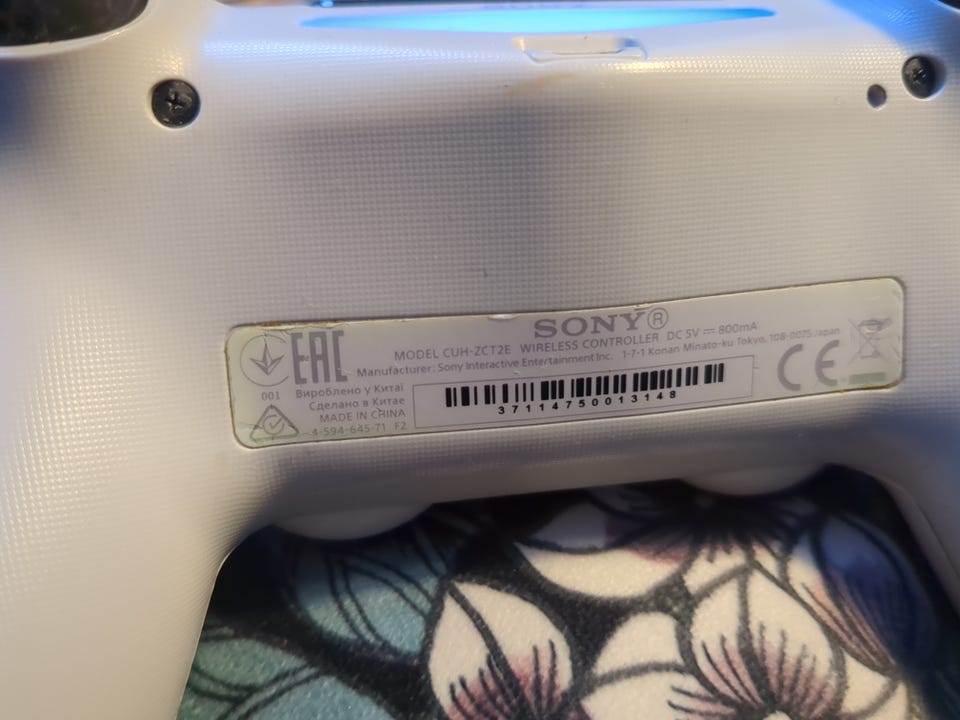 SONY®
MODEL CUH-ZCT2E WIRELESS CONTROLLER DC 5V ⎓ 800mA
Manufacturer: Sony Interactive Entertainment Inc. 1-7-1 Konan Minato-ku Tokyo, 108-0075 Japan
EAC
001
Вироблено у Китаї
Сделано в Китае
MADE IN CHINA
4-594-645-71 F2
37114750013148
CE